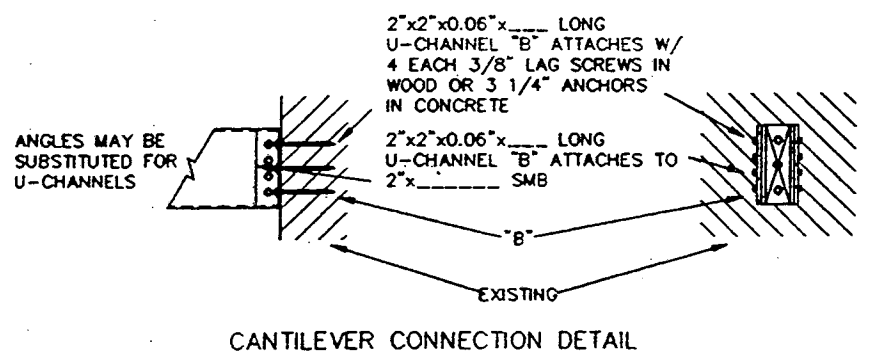 2"x2"x0.06"x___ LONG
U-CHANNEL "B" ATTACHES W/
4 EACH 3/8" LAG SCREWS IN
WOOD OR 3 1/4" ANCHORS
IN CONCRETE
ANGLES MAY BE
SUBSTITUTED FOR
U-CHANNELS
2"x2"x0.06"x___ LONG
U-CHANNEL "B" ATTACHES TO
2"x_______ SMB
"B"
EXISTING
CANTILEVER CONNECTION DETAIL